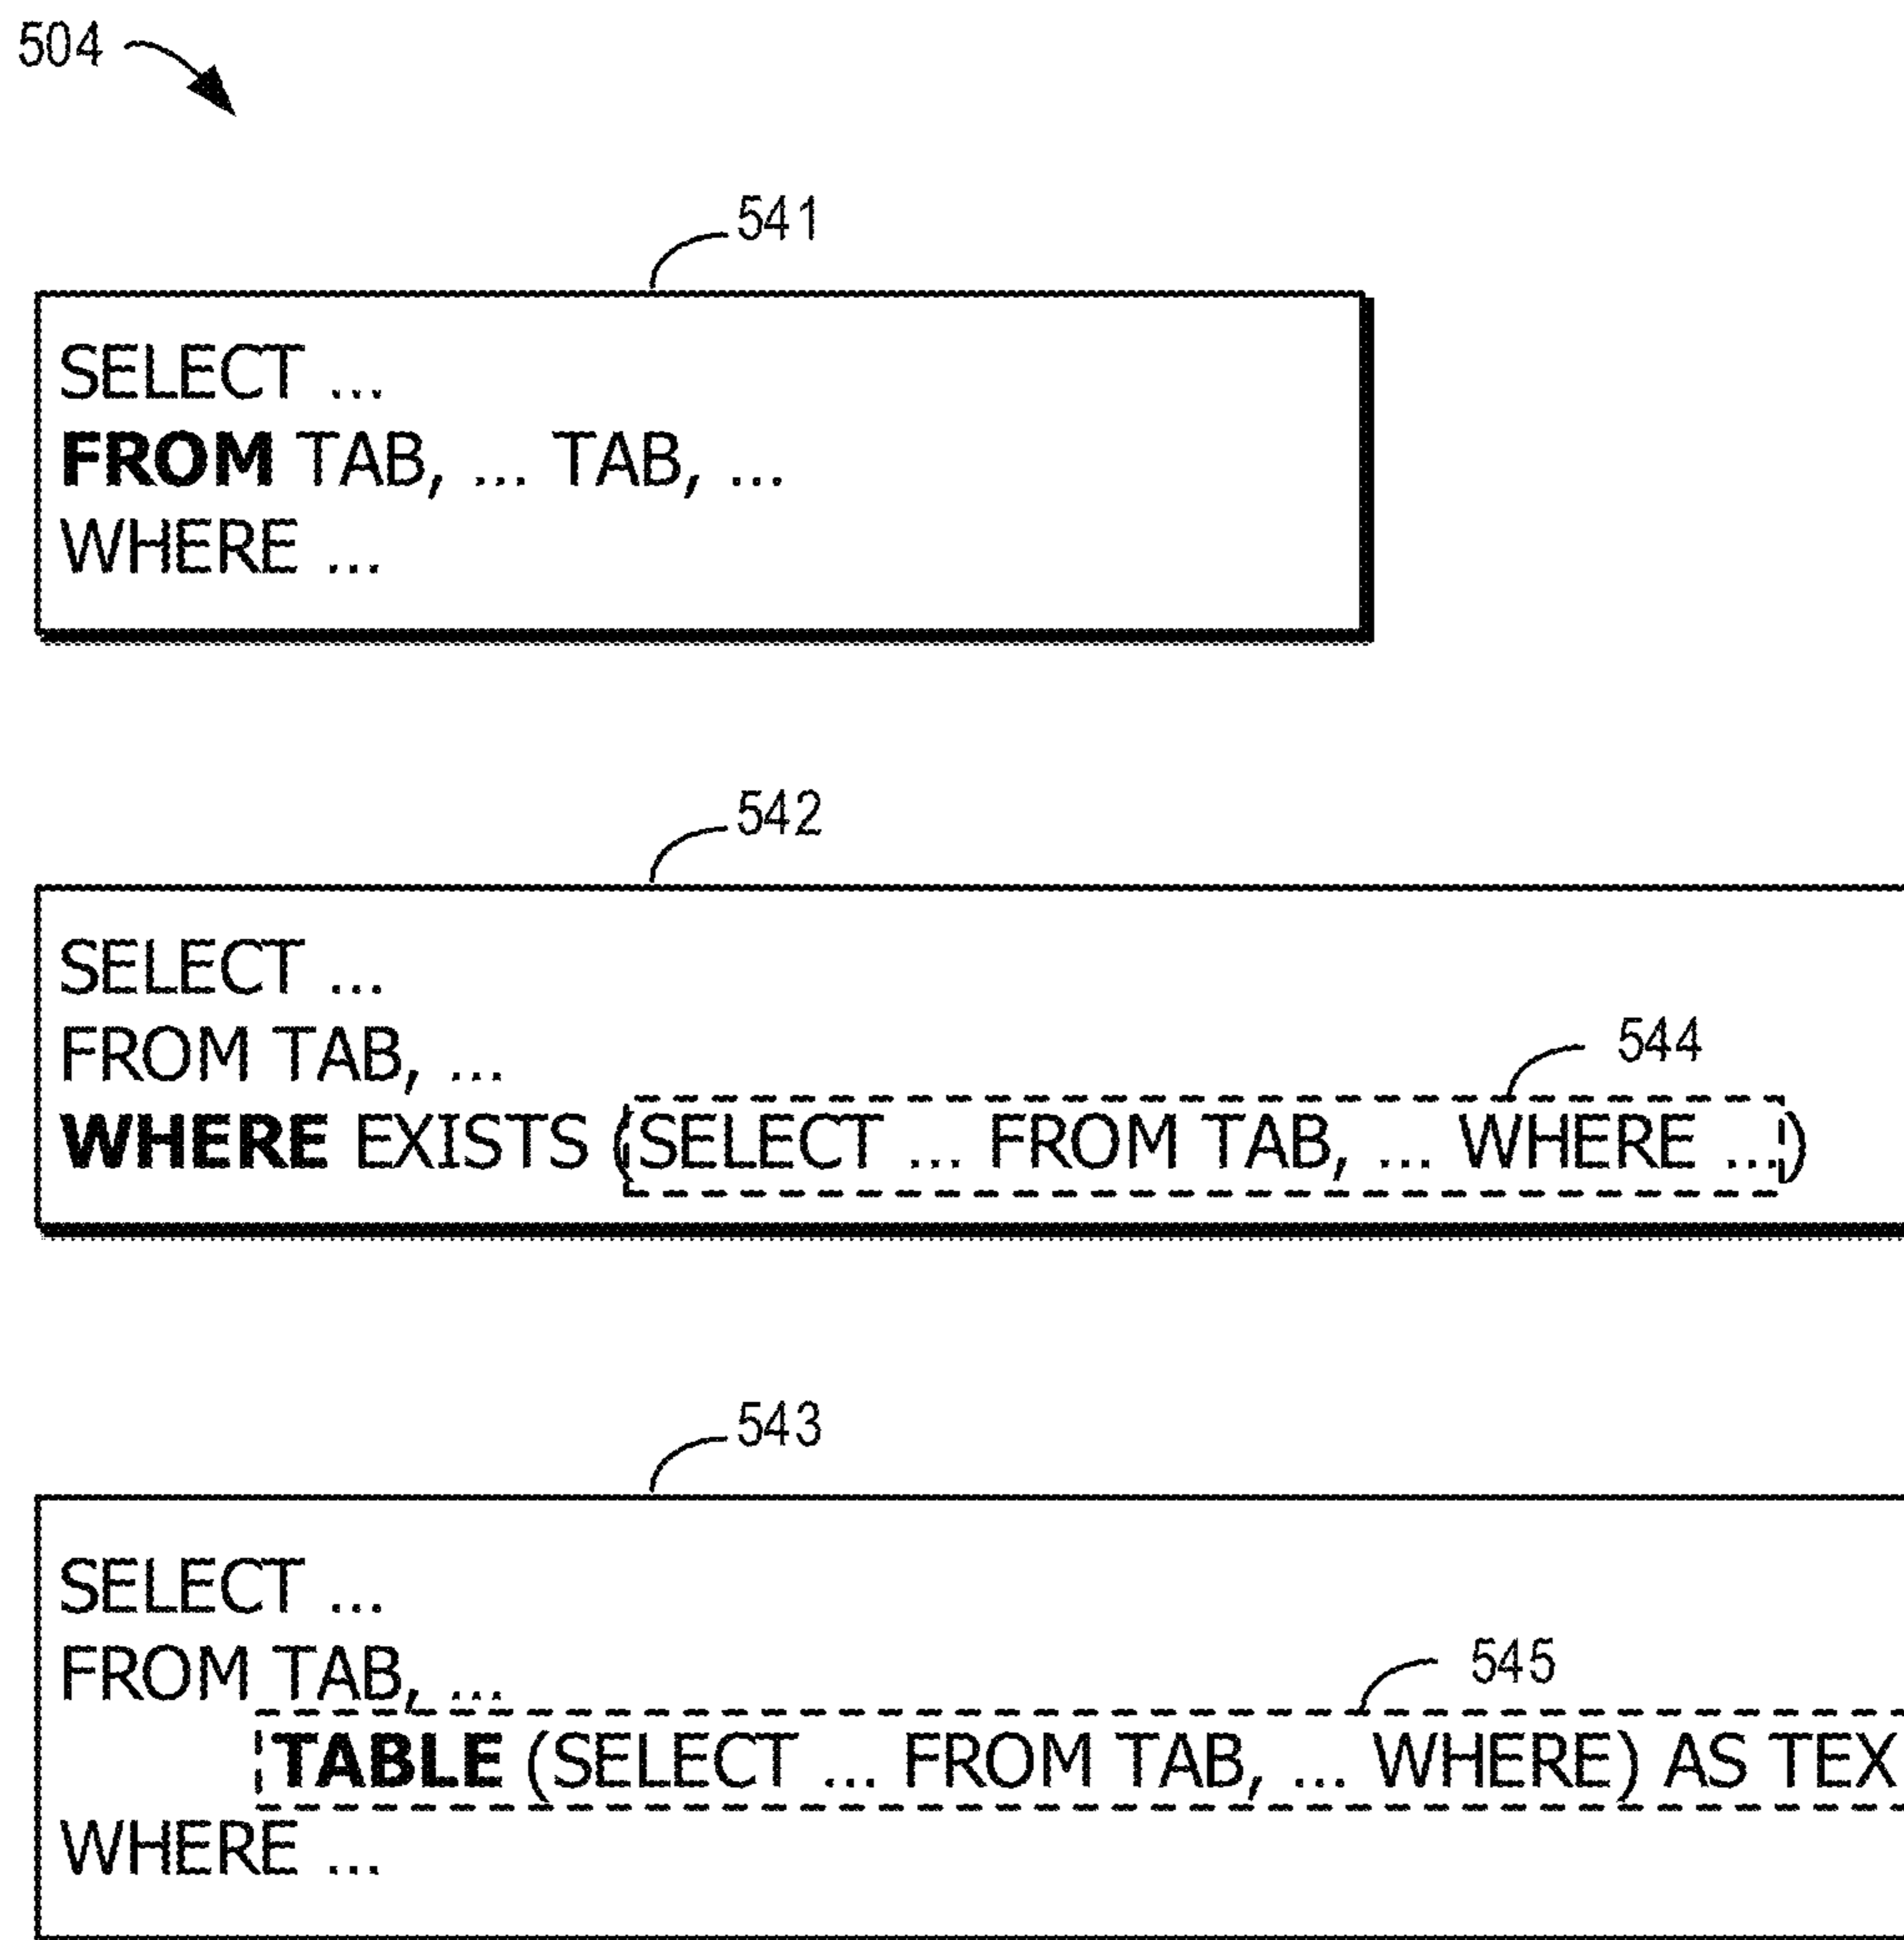 504
541
SELECT ...
FROM TAB, ... TAB, ...
WHERE ...
542
SELECT ...
FROM TAB, ...
544
WHERE EXISTS (SELECT ... FROM TAB, ... WHERE ...)
543
SELECT ...
FROM TAB, ...
545
TABLE (SELECT ... FROM TAB, ... WHERE) AS TEX
WHERE ...